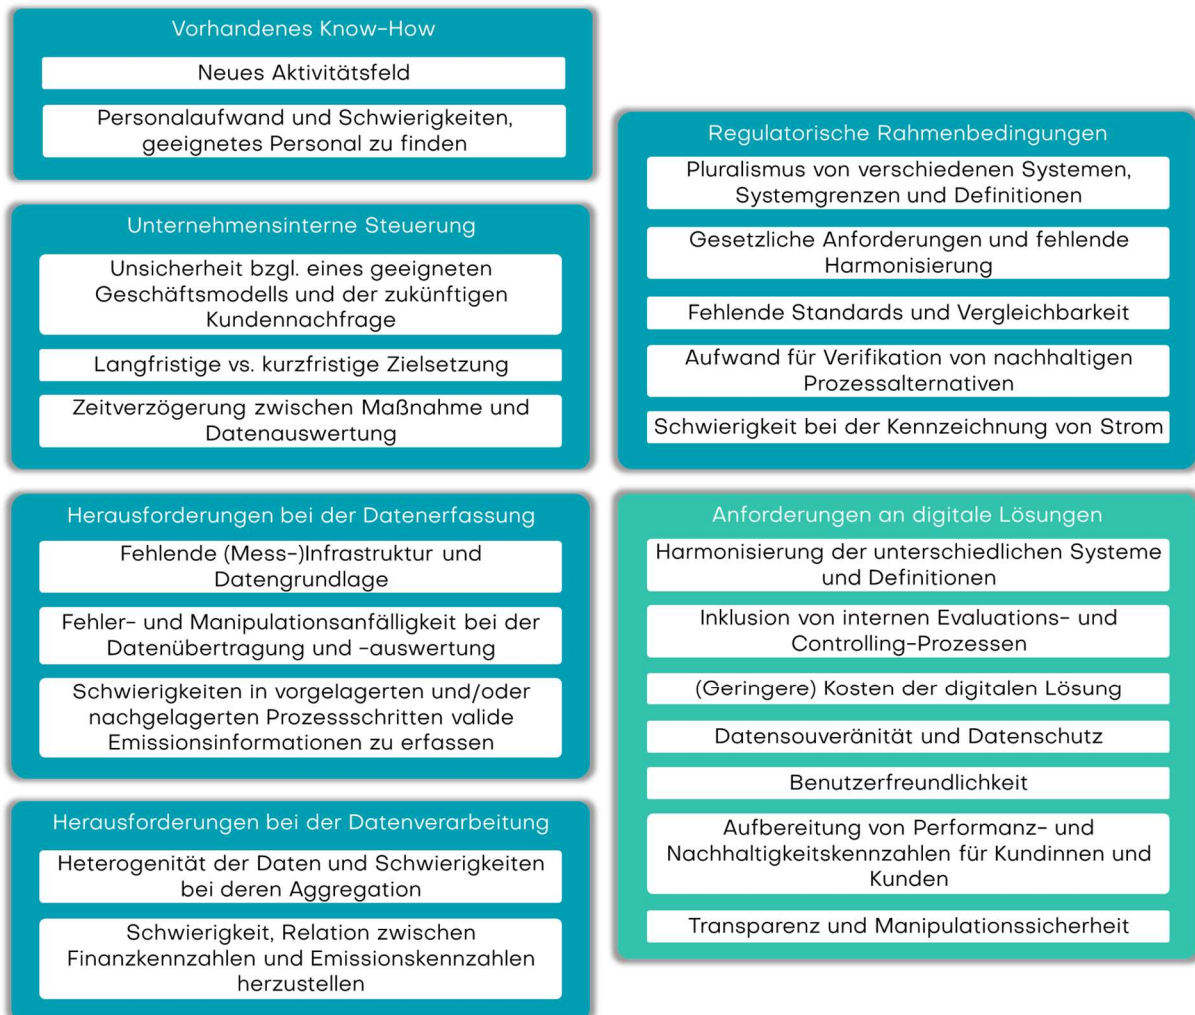 Vorhandenes Know-How
Neues Aktivitätsfeld
Personalaufwand und Schwierigkeiten,
geeignetes Personal zu finden
Unternehmensinterne Steuerung
Unsicherheit bzgl. eines geeigneten
Geschäftsmodells und der zukünftigen
Kundennachfrage
Langfristige vs. kurzfristige Zielsetzung
Zeitverzögerung zwischen Maßnahme und
Datenauswertung
Herausforderungen bei der Datenerfassung
Fehlende (Mess-)Infrastruktur und
Datengrundlage
Fehler- und Manipulationsanfälligkeit bei der
Datenübertragung und -auswertung
Schwierigkeiten in vorgelagerten und/oder
nachgelagerten Prozessschritten valide
Emissionsinformationen zu erfassen
Herausforderungen bei der Datenverarbeitung
Heterogenität der Daten und Schwierigkeiten
bei deren Aggregation
Schwierigkeit, Relation zwischen
Finanzkennzahlen und Emissionskennzahlen
herzustellen
Regulatorische Rahmenbedingungen
Pluralismus von verschiedenen Systemen,
Systemgrenzen und Definitionen
Gesetzliche Anforderungen und fehlende
Harmonisierung
Fehlende Standards und Vergleichbarkeit
Aufwand für Verifikation von nachhaltigen
Prozessalternativen
Schwierigkeit bei der Kennzeichnung von Strom
Anforderungen an digitale Lösungen
Harmonisierung der unterschiedlichen Systeme
und Definitionen
Inklusion von internen Evaluations- und
Controlling-Prozessen
(Geringere) Kosten der digitalen Lösung
Datensouveränität und Datenschutz
Benutzerfreundlichkeit
Aufbereitung von Performanz- und
Nachhaltigkeitskennzahlen für Kundinnen und
Kunden
Transparenz und Manipulationssicherheit